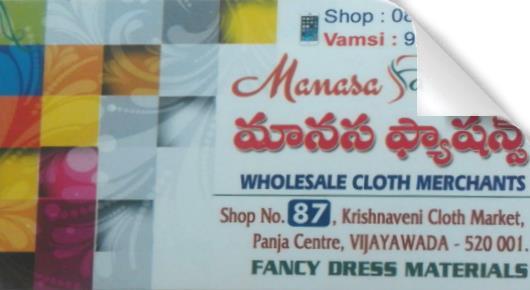 Shop : 08
Vamsi : 9
Manasa
మానస ఫ్యాషన్స్
WHOLESALE CLOTH MERCHANTS
Shop No. 87, Krishnaveni Cloth Market,
Panja Centre, VIJAYAWADA - 520 001.
FANCY DRESS MATERIALS